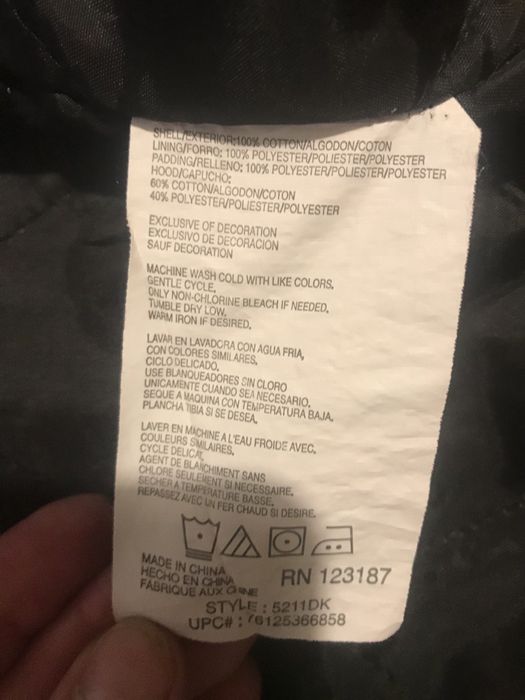 SHELL/EXTERIOR:100% COTTON/ALGODON/COTON
LINING/FORRO: 100% POLYESTER/POLIESTER/POLYESTER
PADDING/RELLENO: 100% POLYESTER/POLIESTER/POLYESTER
HOOD/CAPUCHO:
60% COTTON/ALGODON/COTON
40% POLYESTER/POLIESTER/POLYESTER
EXCLUSIVE OF DECORATION
EXCLUSIVO DE DECORACIÓN
SAUF DECORATION
MACHINE WASH COLD WITH LIKE COLORS,
GENTLE CYCLE,
ONLY NON-CHLORINE BLEACH IF NEEDED,
TUMBLE DRY LOW,
WARM IRON IF DESIRED.
LAVAR EN LAVADORA CON AGUA FRIA,
CON COLORES SIMILARES,
CICLO DELICADO,
USE BLANQUEADORES SIN CLORO
UNICAMENTE CUANDO SEA NECESARIO,
SEQUE A MAQUINA CON TEMPERATURA BAJA,
PLANCHA TIBIA SI SE DESEA,
LAVER EN MACHINE A L'EAU FROIDE AVEC,
COULEURS SIMILAIRES,
CYCLE DELICAT,
AGENT DE BLANCHIMENT SANS
CHLORE SEULEMENT SI NECESSAIRE,
SECHER A TEMPERATURE BASSE,
REPASSEZ AVEC UN FER CHAUD SI DESIRE.
MADE IN CHINA
HECHO EN CHINA
FABRIQUE AUX CHINE
RN 123187
STYLE : 5211DK
UPC# : 76125366858